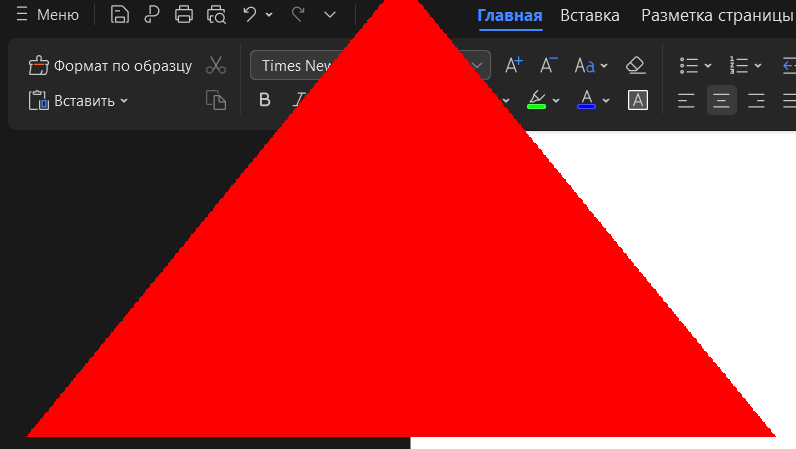 Меню Главная Вставка Разметка страницы
Формат по образцу Times New
Вставить B